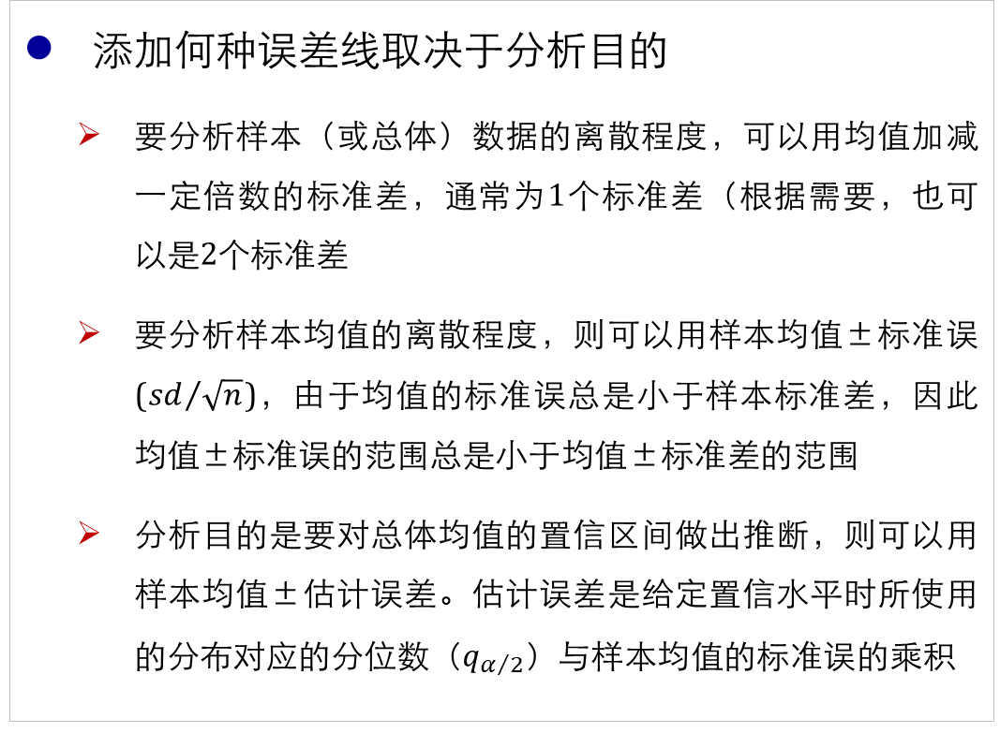 添加何种误差线取决于分析目的
要分析样本（或总体）数据的离散程度，可以用均值加减
一定倍数的标准差，通常为1个标准差（根据需要，也可
以是2个标准差
要分析样本均值的离散程度，则可以用样本均值±标准误
(sd/√n)，由于均值的标准误总是小于样本标准差，因此
均值±标准误的范围总是小于均值±标准差的范围
分析目的是要对总体均值的置信区间做出推断，则可以用
样本均值±估计误差。估计误差是给定置信水平时所使用
的分布对应的分位数（qα/2）与样本均值的标准误的乘积